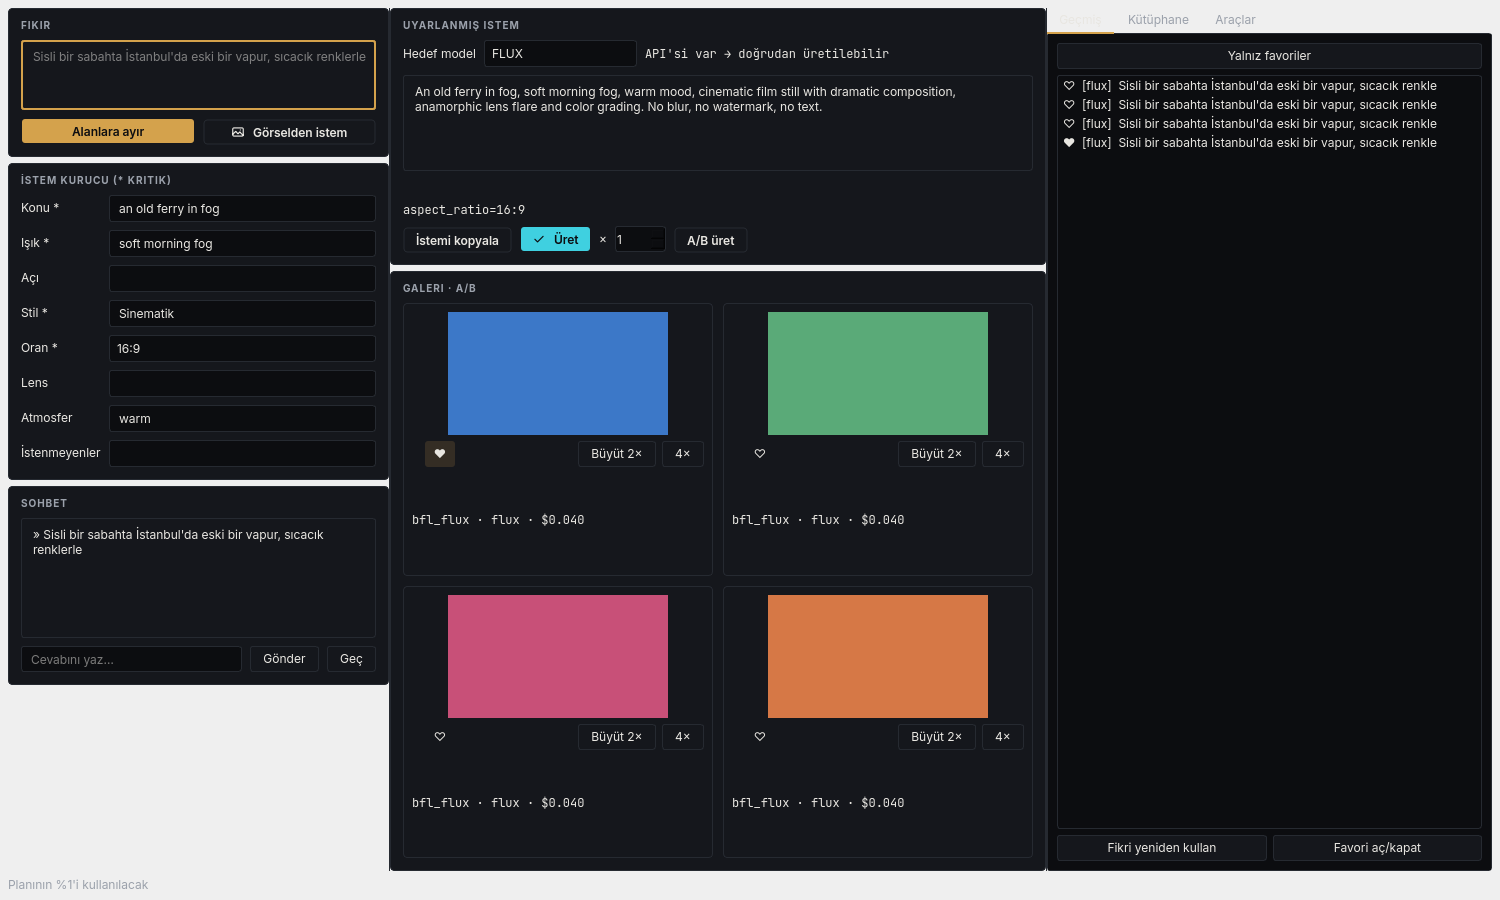 FIKIR
Sisli bir sabahta İstanbul'da eski bir vapur, sıcacık renklerle
Alanlara ayır
Görselden istem
İSTEM KURUCU (* KRITIK)
Konu *
an old ferry in fog
Işık *
soft morning fog
Açı
Stil *
Sinematik
Oran *
16:9
Lens
Atmosfer
warm
İstenmeyenler
SOHBET
» Sisli bir sabahta İstanbul'da eski bir vapur, sıcacık
renklerle
Cevabını yaz...
Gönder
Geç
UYARLANMIŞ ISTEM
Hedef model
FLUX
API'si var → doğrudan üretilebilir
An old ferry in fog, soft morning fog, warm mood, cinematic film still with dramatic composition,
anamorphic lens flare and color grading. No blur, no watermark, no text.
aspect_ratio=16:9
İstemi kopyala
Üret
×
1
A/B üret
GALERI · A/B
Büyüt 2×
4×
bfl_flux · flux · $0.040
Büyüt 2×
4×
bfl_flux · flux · $0.040
Büyüt 2×
4×
bfl_flux · flux · $0.040
Büyüt 2×
4×
bfl_flux · flux · $0.040
Geçmiş
Kütüphane
Araçlar
Yalnız favoriler
[flux] Sisli bir sabahta İstanbul'da eski bir vapur, sıcacık renkle
[flux] Sisli bir sabahta İstanbul'da eski bir vapur, sıcacık renkle
[flux] Sisli bir sabahta İstanbul'da eski bir vapur, sıcacık renkle
[flux] Sisli bir sabahta İstanbul'da eski bir vapur, sıcacık renkle
Fikri yeniden kullan
Favori aç/kapat
Planının %1'i kullanılacak